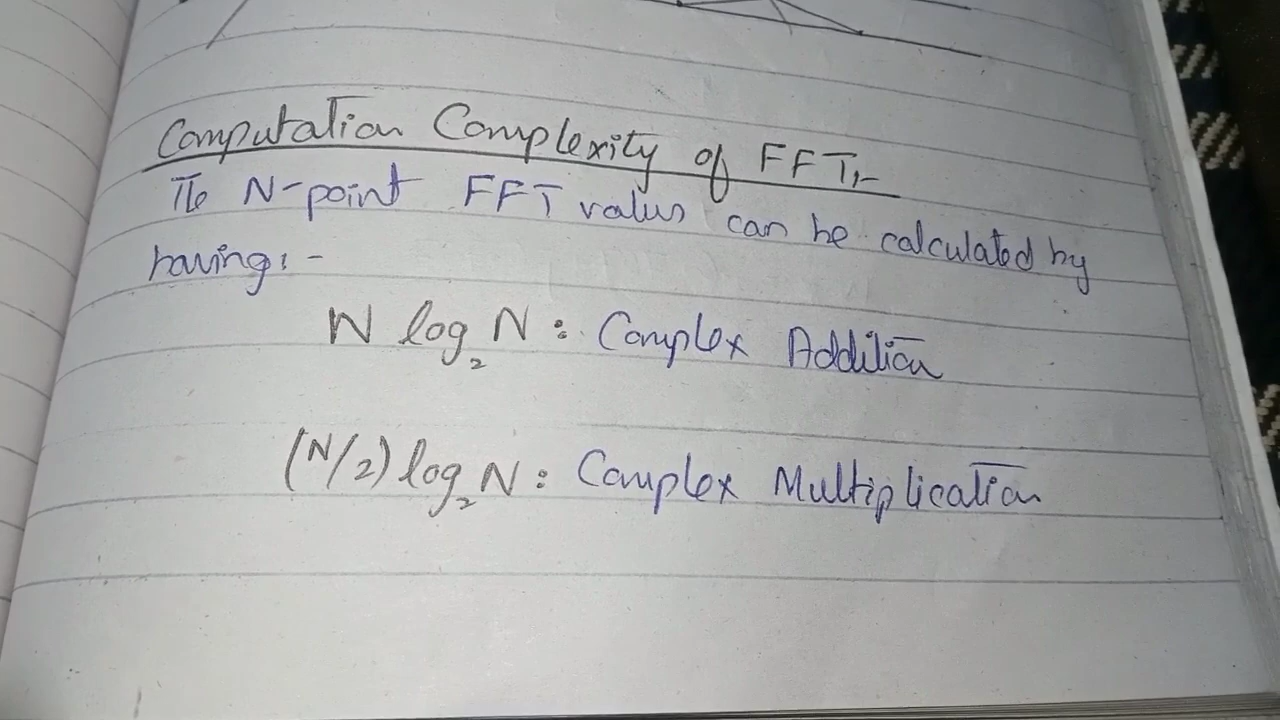 Computation Complexity of FFT:-
The N-point FFT values can be calculated by
having:-
N log₂ N : Complex Addition
(N/2) log₂ N : Complex Multiplication